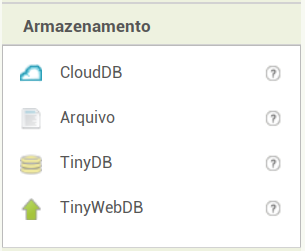 Armazenamento
CloudDB ?
Arquivo ?
TinyDB ?
TinyWebDB ?